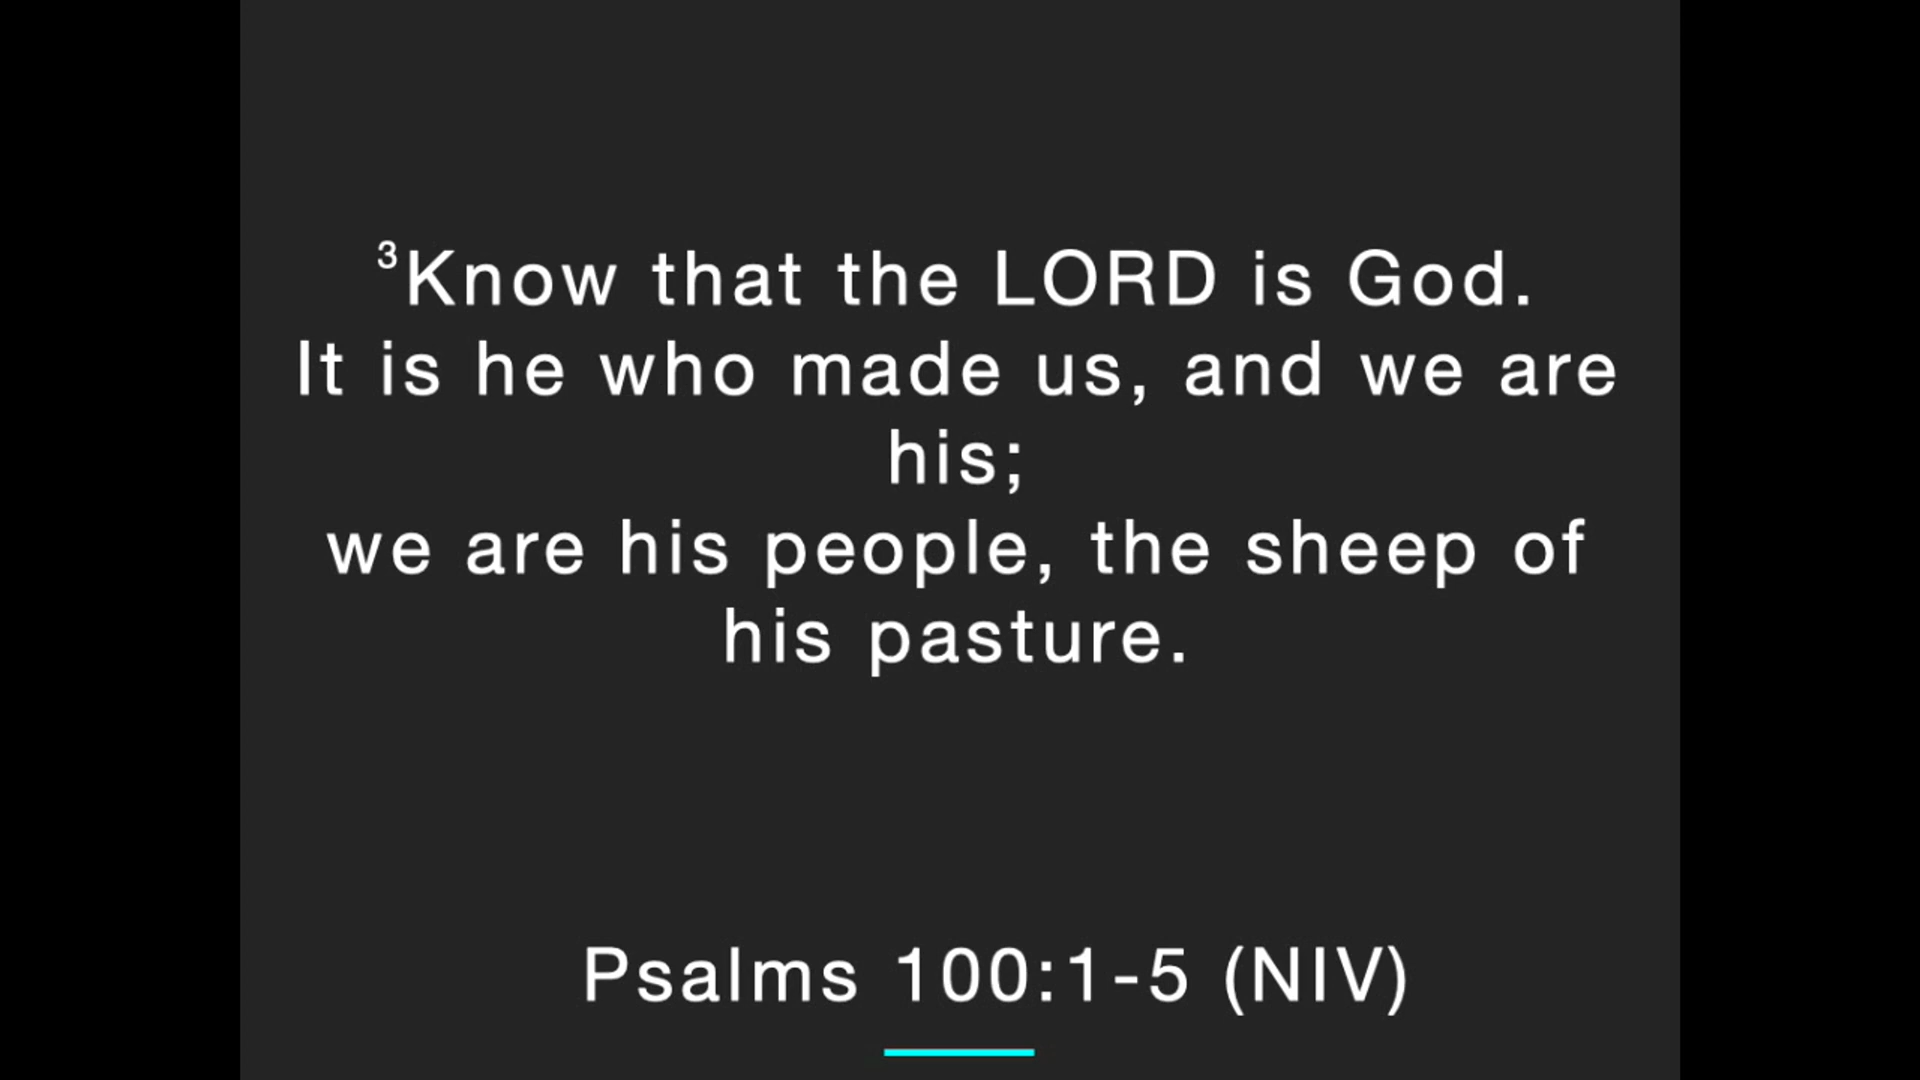 ³Know that the LORD is God.
It is he who made us, and we are
his;
we are his people, the sheep of
his pasture.
Psalms 100:1-5 (NIV)